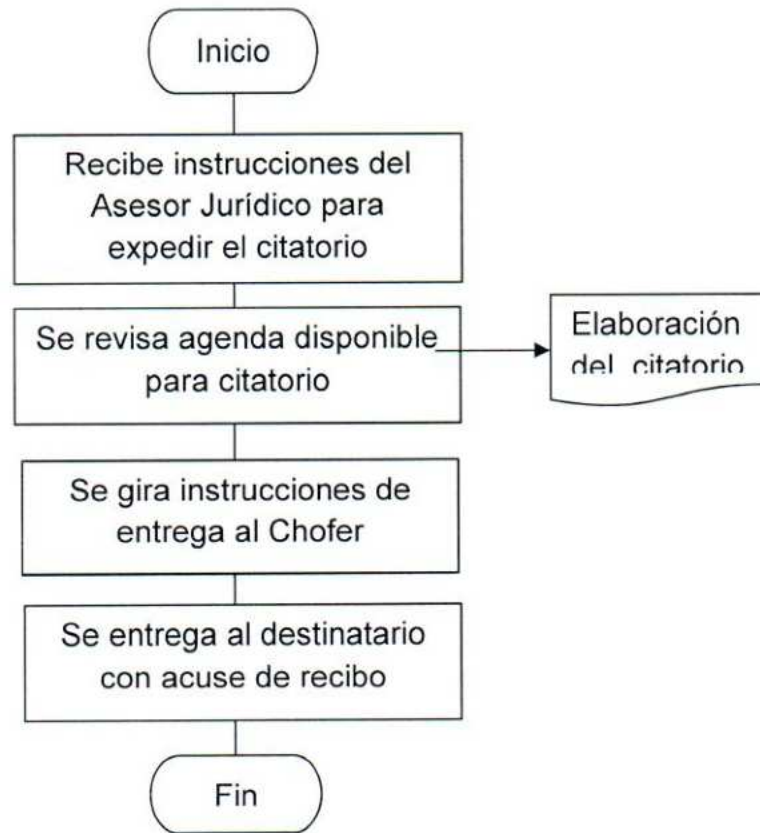 Inicio
Recibe instrucciones del
Asesor Jurídico para
expedir el citatorio
Se revisa agenda disponible
para citatorio
Elaboración
del citatorio
Se gira instrucciones de
entrega al Chofer
Se entrega al destinatario
con acuse de recibo
Fin